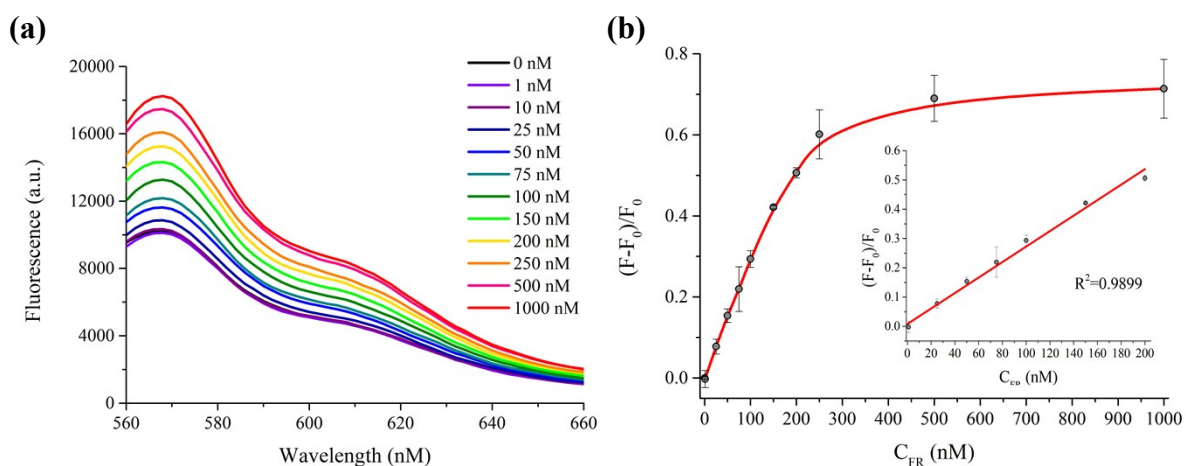 (a)
20000
16000
12000
8000
4000
0
Fluorescence (a.u.)
560
580
600
620
640
660
Wavelength (nM)
0 nM
1 nM
10 nM
25 nM
50 nM
75 nM
100 nM
150 nM
200 nM
250 nM
500 nM
1000 nM
(b)
0.8
0.6
0.4
0.2
0.0
(F-F₀)/F₀
0
100
200
300
400
500
600
700
800
900
1000
(nM)
0.6
0.5
0.4
0.3
0.2
0.1
0.0
(F-F₀)/F₀
R²=0.9899
0
20
40
60
80
100
120
140
160
180
200
(nM)